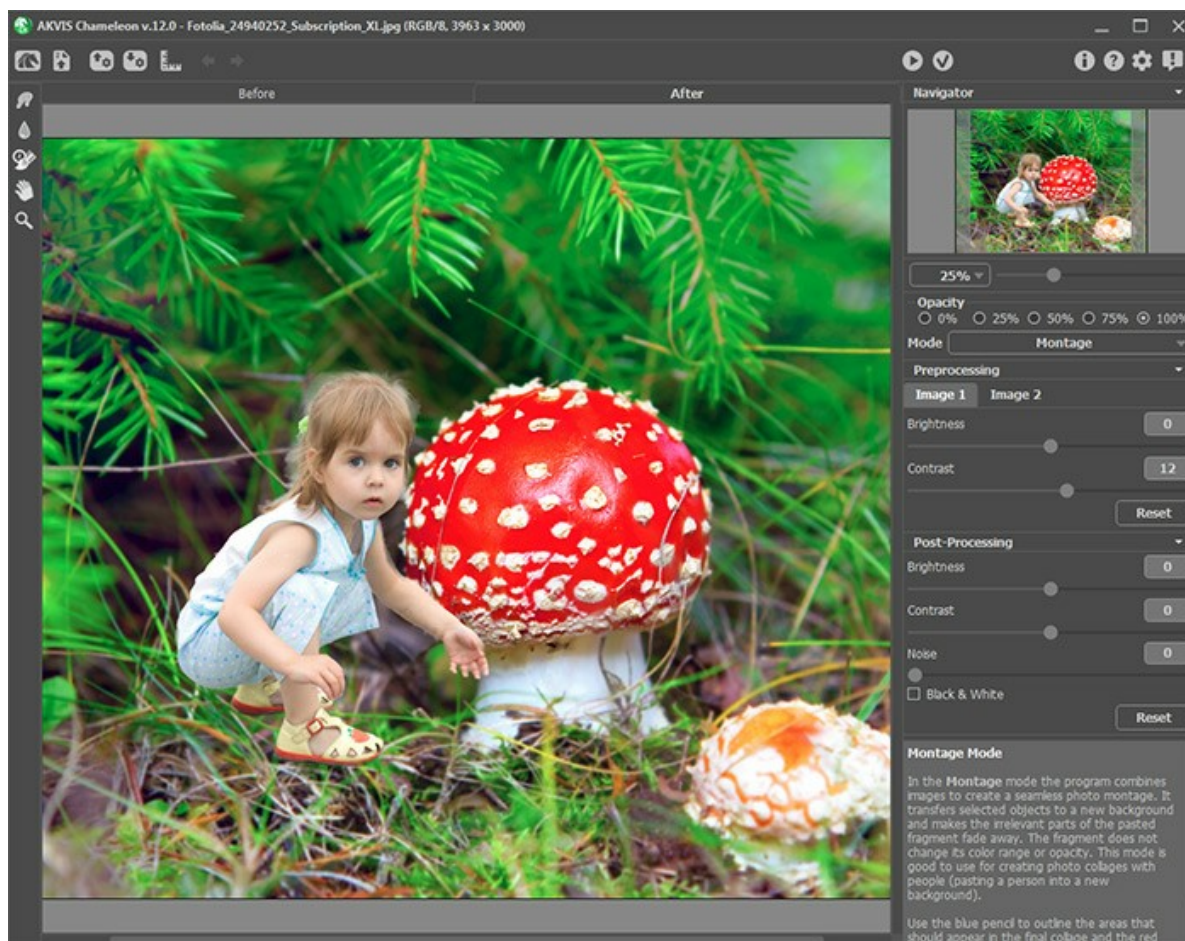 AKVIS Chameleon v.12.0 - Fotolia_24940252_Subscription_XL.jpg (RGB/8, 3963 x 3000)
Before
After
Navigator
25%
Opacity
0% 25% 50% 75% 100%
Mode Montage
Preprocessing
Image 1 Image 2
Brightness 0
Contrast 12
Reset
Post-Processing
Brightness 0
Contrast 0
Noise 0
Black & White
Reset
Montage Mode
In the Montage mode the program combines
images to create a seamless photo montage. It
transfers selected objects to a new background
and makes the irrelevant parts of the pasted
fragment fade away. The fragment does not
change its color range or opacity. This mode is
good to use for creating photo collages with
people (pasting a person into a new
background).
Use the blue pencil to outline the areas that
should appear in the final collage and the red